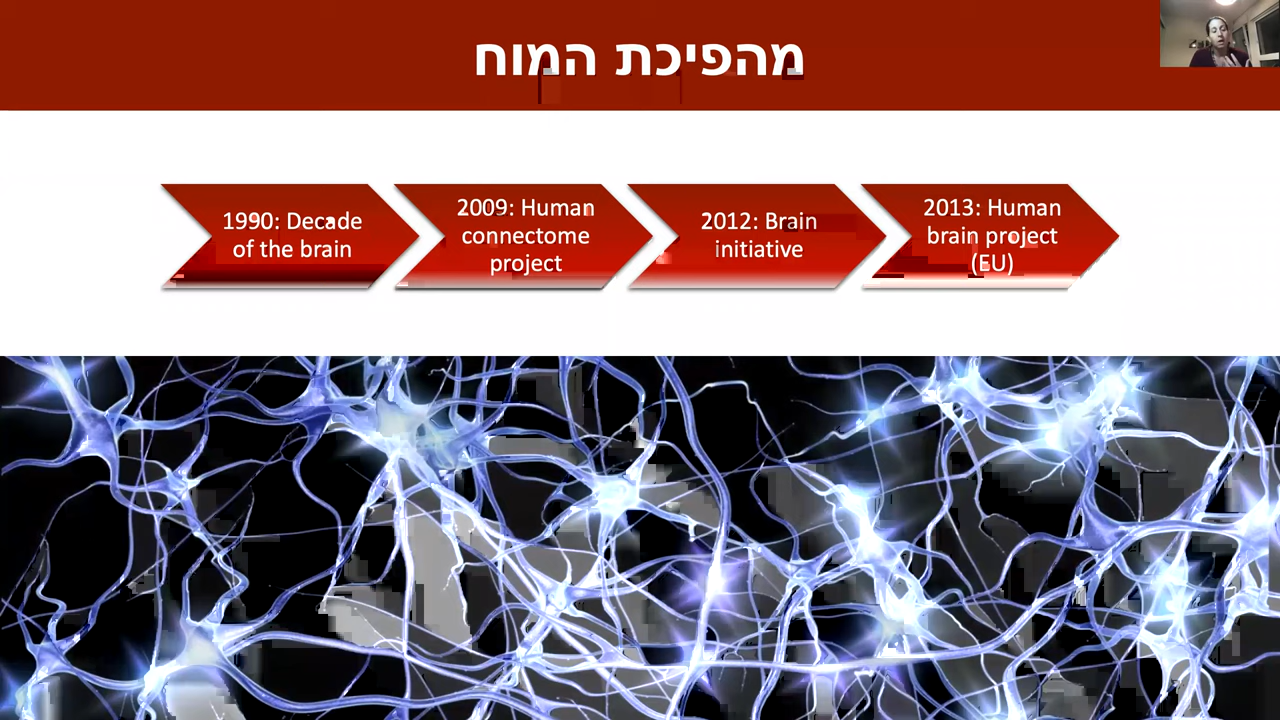 מהפיכת המוח
1990: Decade
of the brain
2009: Human
connectome
project
2012: Brain
initiative
2013: Human
brain project
(EU)